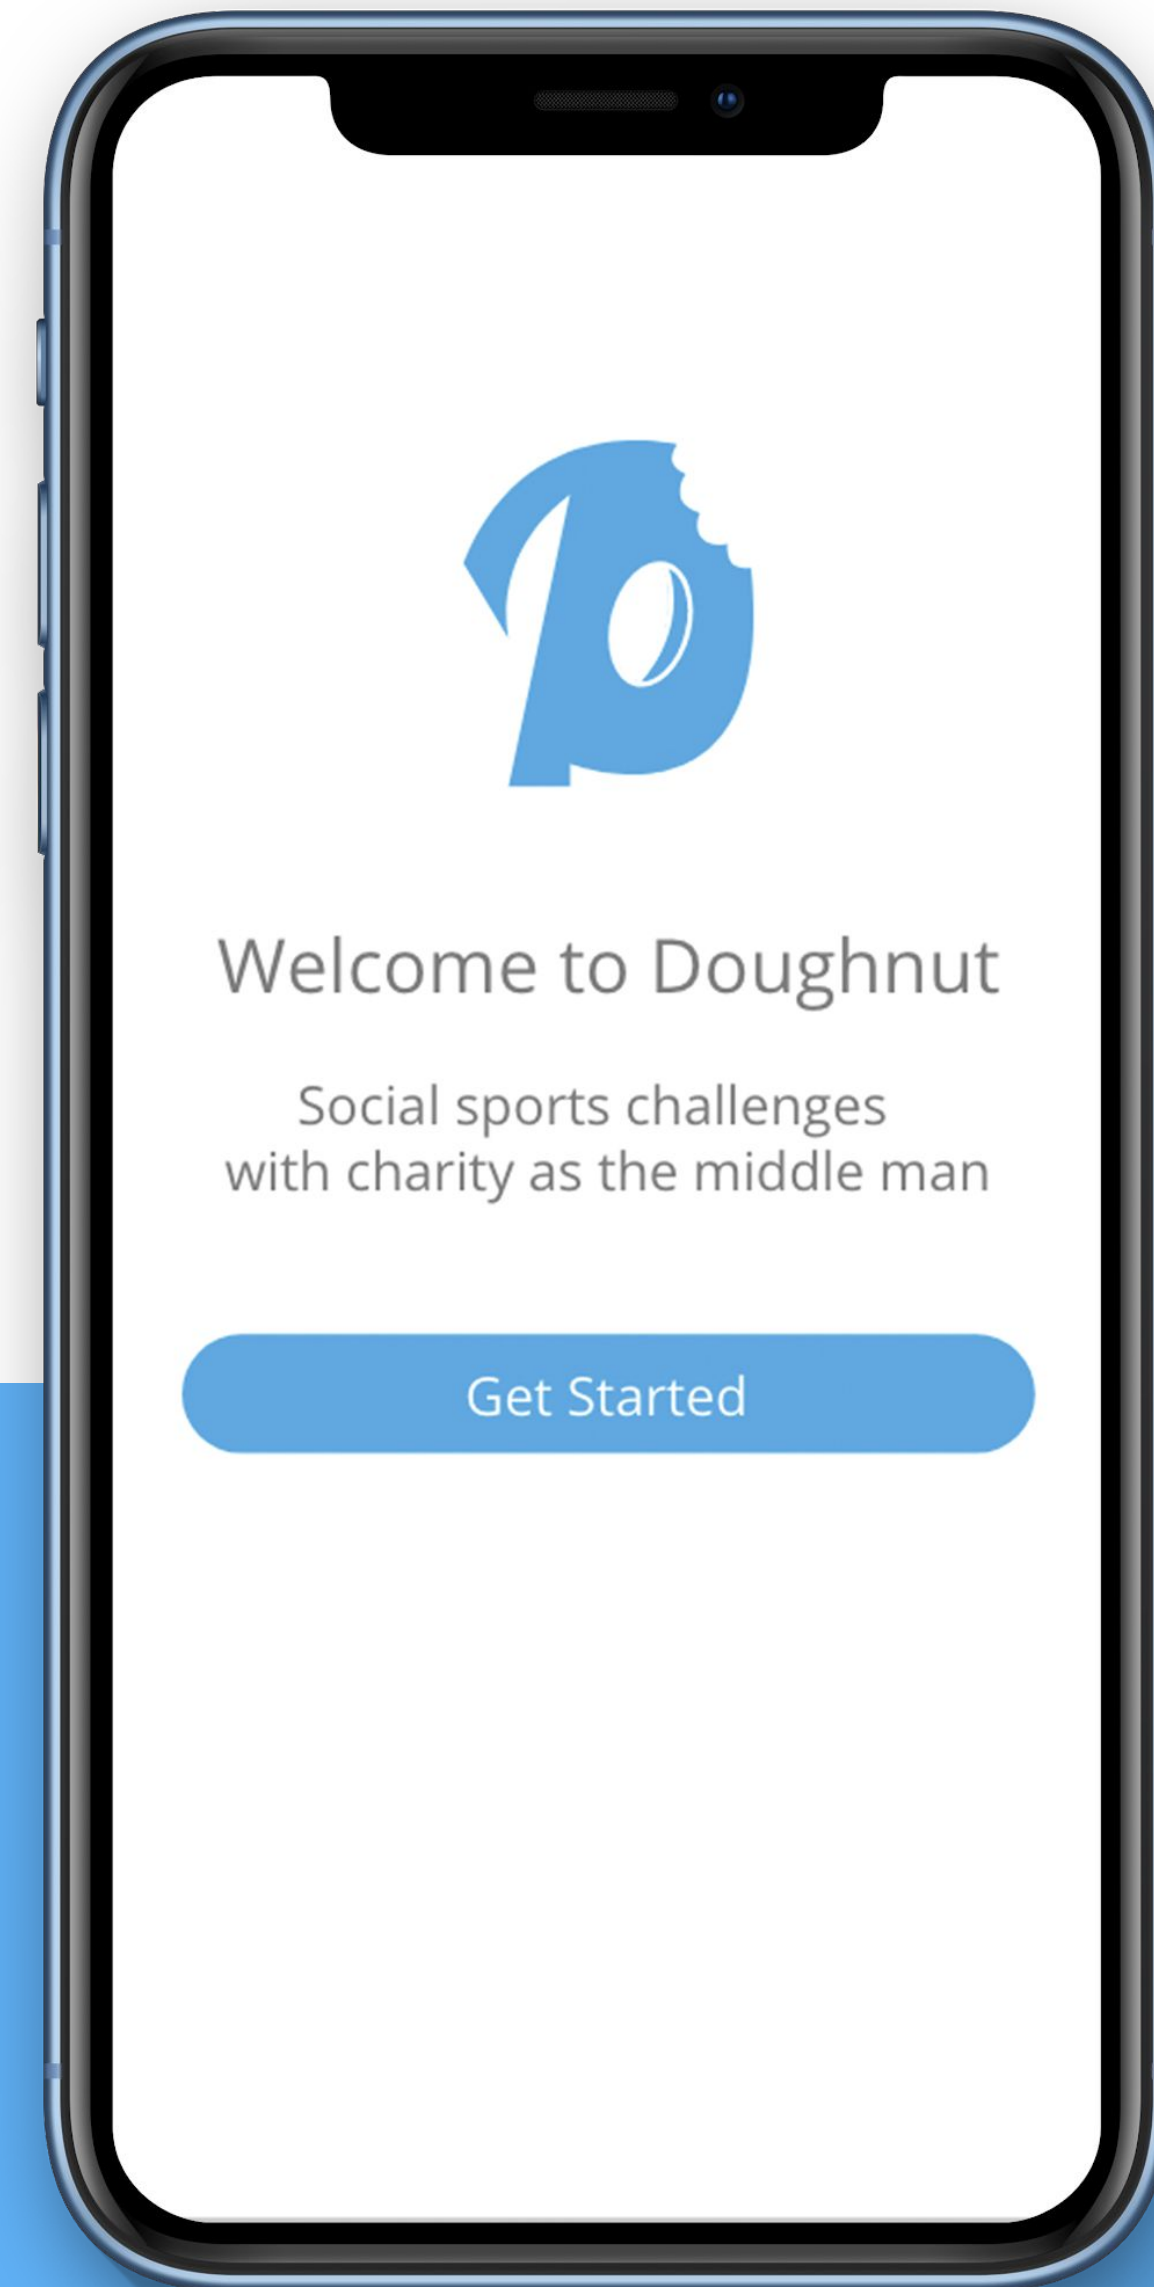 Welcome to Doughnut
Social sports challenges
with charity as the middle man
Get Started